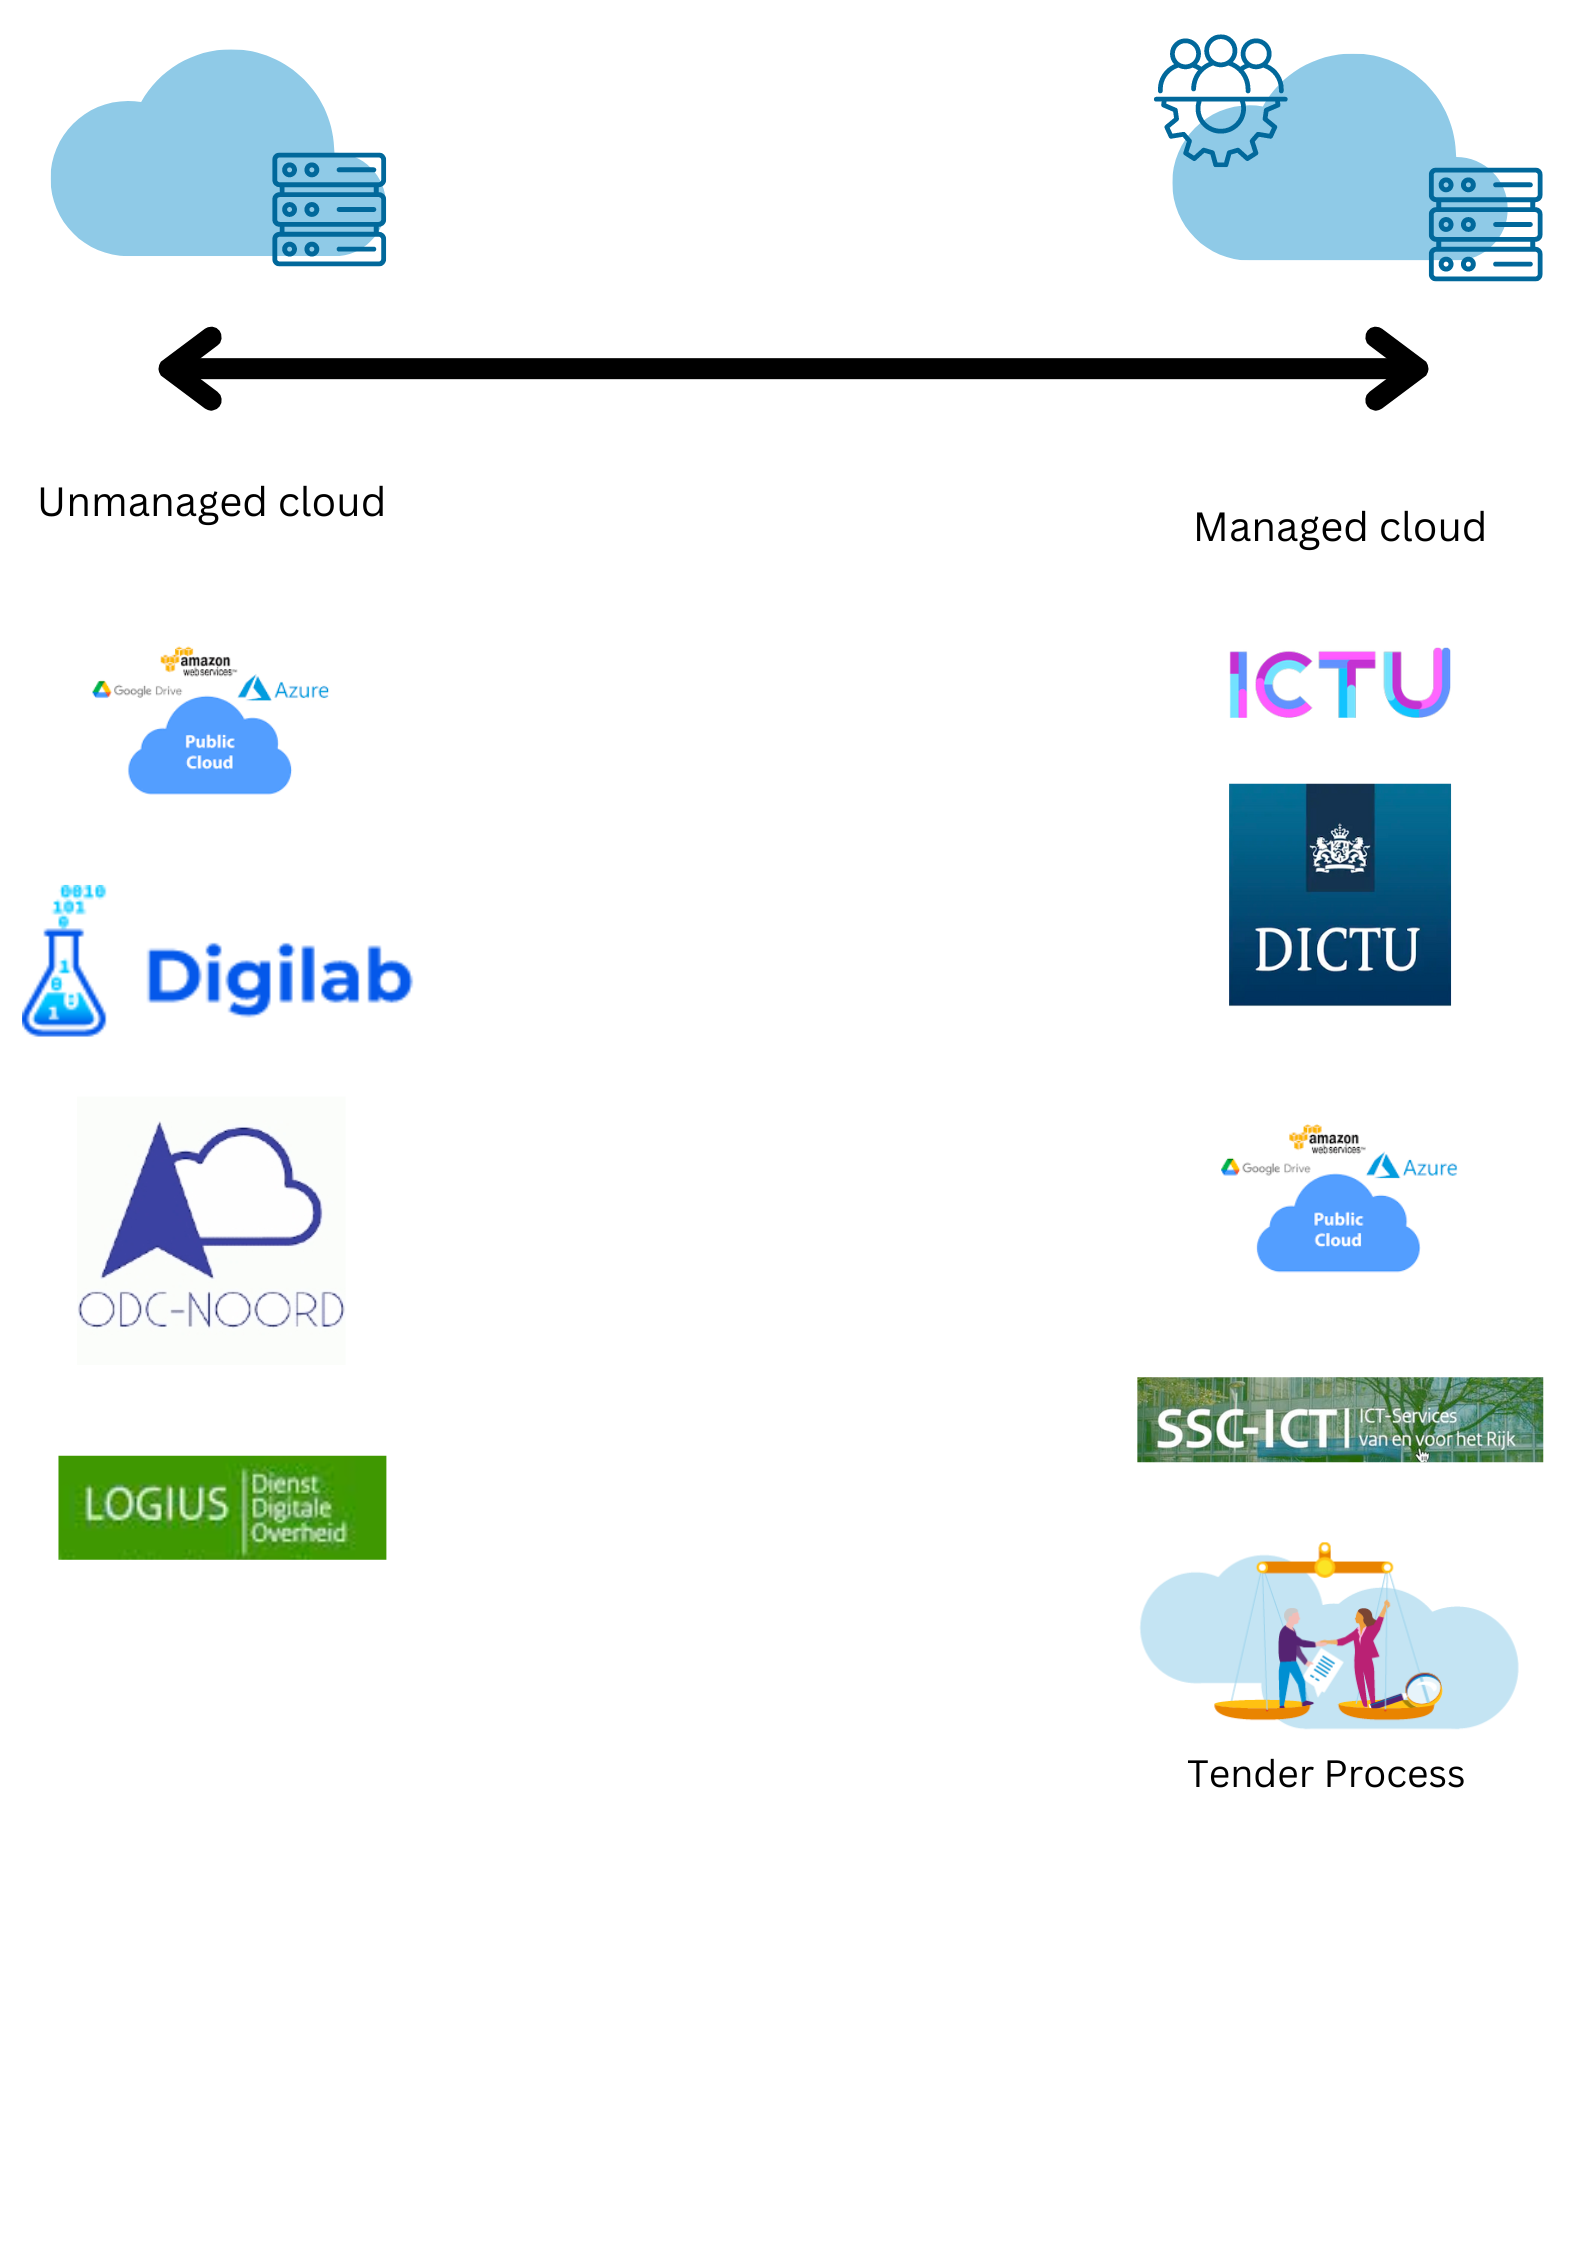 Unmanaged cloud
Managed cloud
amazon
webservices™
Google Drive
Azure
Public
Cloud
0010
101
0
1
0
1
Digilab
ODC-NOORD
LOGIUS
Dienst
Digitale
Overheid
ICTU
DICTU
amazon
webservices™
Google Drive
Azure
Public
Cloud
SSC-ICT
ICT-Services
van en voor het Rijk
Tender Process